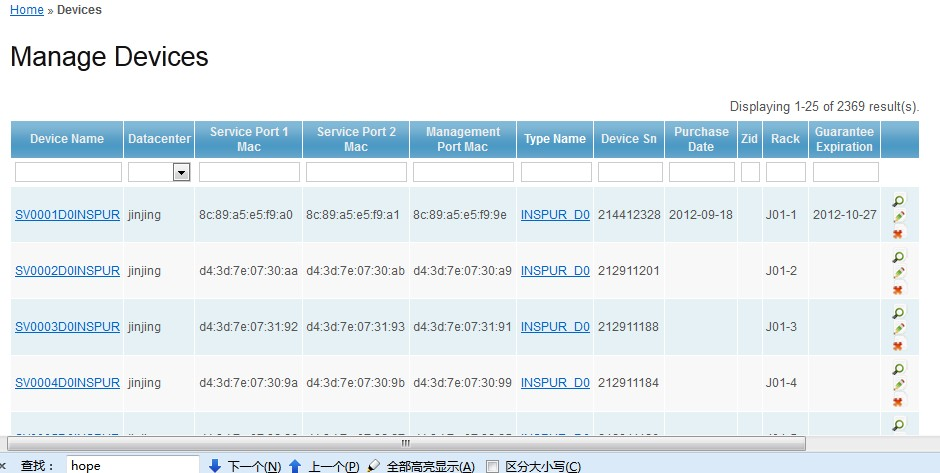 Home » Devices
Manage Devices
Displaying 1-25 of 2369 result(s).
Device Name Datacenter Service Port 1 Mac Service Port 2 Mac Management Port Mac Type Name Device Sn Purchase Date Zid Rack Guarantee Expiration
SV0001D0INSPUR jinjing 8c:89:a5:e5:f9:a0 8c:89:a5:e5:f9:a1 8c:89:a5:e5:f9:9e INSPUR_D0 214412328 2012-09-18 J01-1 2012-10-27
SV0002D0INSPUR jinjing d4:3d:7e:07:30:aa d4:3d:7e:07:30:ab d4:3d:7e:07:30:a9 INSPUR_D0 212911201 J01-2
SV0003D0INSPUR jinjing d4:3d:7e:07:31:92 d4:3d:7e:07:31:93 d4:3d:7e:07:31:91 INSPUR_D0 212911188 J01-3
SV0004D0INSPUR jinjing d4:3d:7e:07:30:9a d4:3d:7e:07:30:9b d4:3d:7e:07:30:99 INSPUR_D0 212911184 J01-4
查找： hope 下一个(N) 上一个(P) 全部高亮显示(A) 区分大小写(C)